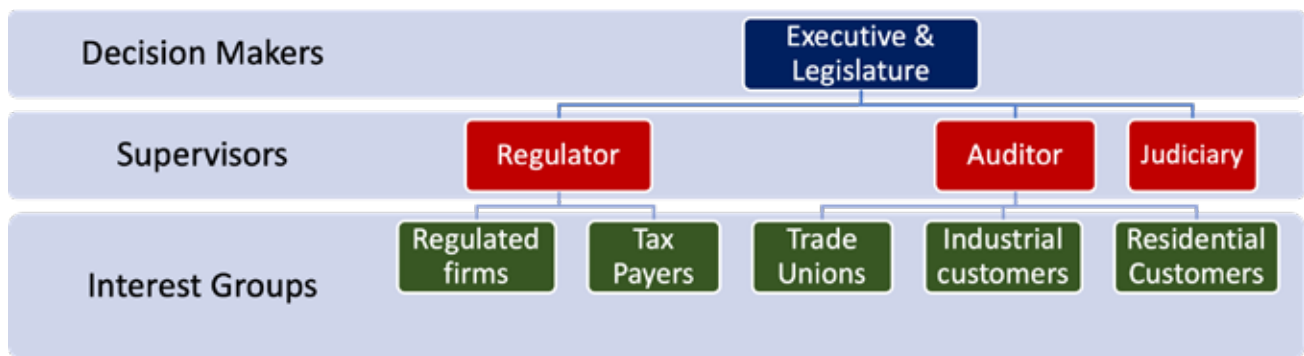 Decision Makers
Executive &
Legislature
Supervisors
Regulator
Auditor
Judiciary
Interest Groups
Regulated
firms
Tax
Payers
Trade
Unions
Industrial
customers
Residential
Customers